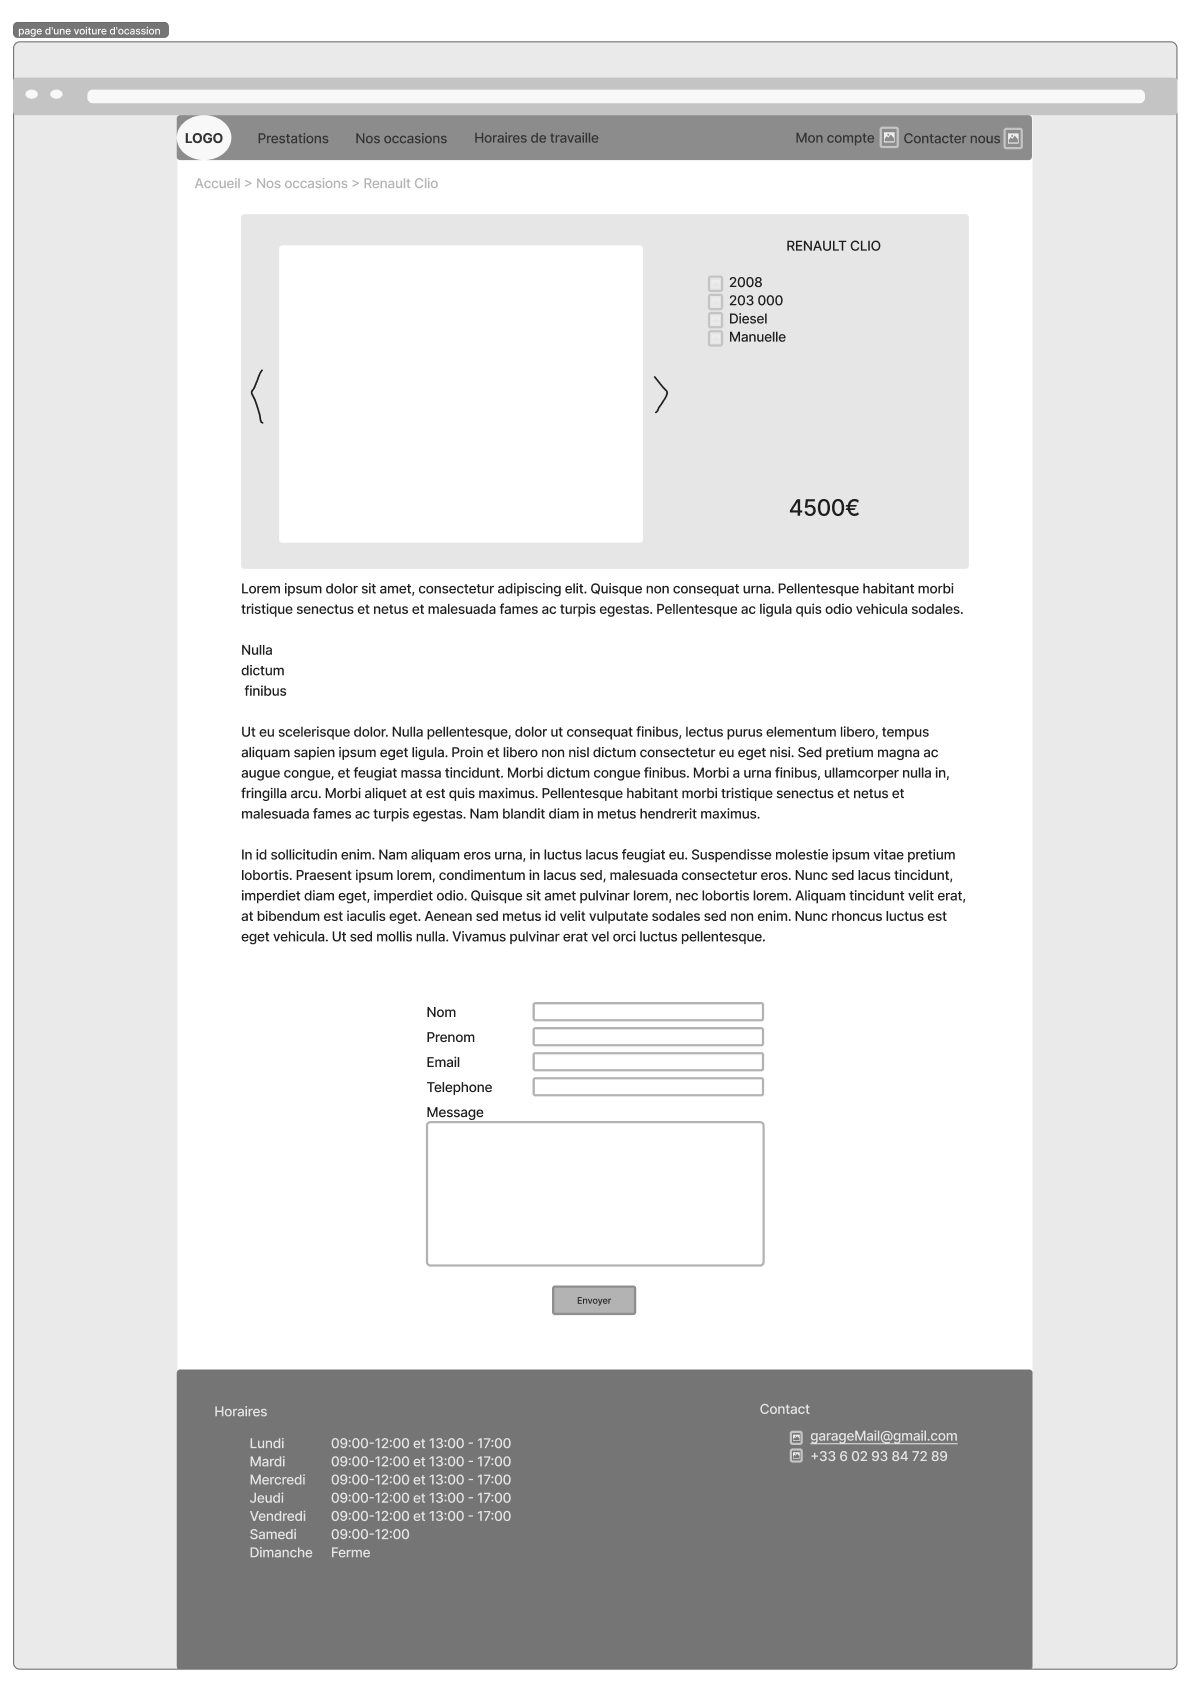 page d'une voiture d'ocassion
LOGO
Prestations
Nos occasions
Horaires de travaille
Mon compte
Contacter nous
Accueil > Nos occasions > Renault Clio
RENAULT CLIO
2008
203 000
Diesel
Manuelle
4500€
Lorem ipsum dolor sit amet, consectetur adipiscing elit. Quisque non consequat urna. Pellentesque habitant morbi
tristique senectus et netus et malesuada fames ac turpis egestas. Pellentesque ac ligula quis odio vehicula sodales.
Nulla
dictum
finibus
Ut eu scelerisque dolor. Nulla pellentesque, dolor ut consequat finibus, lectus purus elementum libero, tempus
aliquam sapien ipsum eget ligula. Proin et libero non nisl dictum consectetur eu eget nisi. Sed pretium magna ac
augue congue, et feugiat massa tincidunt. Morbi dictum congue finibus. Morbi a urna finibus, ullamcorper nulla in,
fringilla arcu. Morbi aliquet at est quis maximus. Pellentesque habitant morbi tristique senectus et netus et
malesuada fames ac turpis egestas. Nam blandit diam in metus hendrerit maximus.
In id sollicitudin enim. Nam aliquam eros urna, in luctus lacus feugiat eu. Suspendisse molestie ipsum vitae pretium
lobortis. Praesent ipsum lorem, condimentum in lacus sed, malesuada consectetur eros. Nunc sed lacus tincidunt,
imperdiet diam eget, imperdiet odio. Quisque sit amet pulvinar lorem, nec lobortis lorem. Aliquam tincidunt velit erat,
at bibendum est iaculis eget. Aenean sed metus id velit vulputate sodales sed non enim. Nunc rhoncus luctus est
eget vehicula. Ut sed mollis nulla. Vivamus pulvinar erat vel orci luctus pellentesque.
Nom
Prenom
Email
Telephone
Message
Envoyer
Horaires
Lundi 09:00-12:00 et 13:00 - 17:00
Mardi 09:00-12:00 et 13:00 - 17:00
Mercredi 09:00-12:00 et 13:00 - 17:00
Jeudi 09:00-12:00 et 13:00 - 17:00
Vendredi 09:00-12:00 et 13:00 - 17:00
Samedi 09:00-12:00
Dimanche Ferme
Contact
garageMail@gmail.com
+33 6 02 93 84 72 89